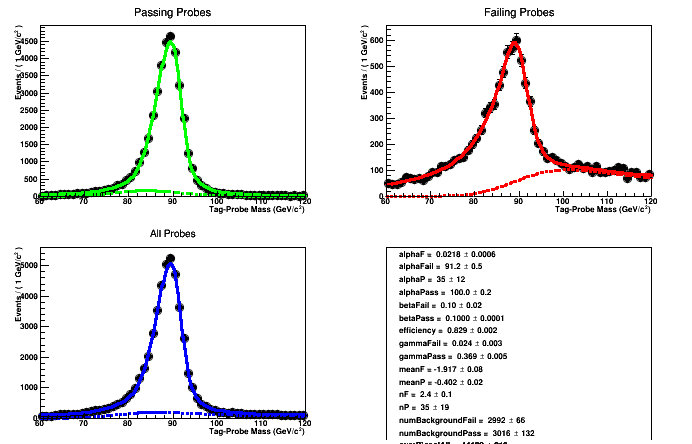 Passing Probes
Events / ( 1 GeV/c² )
4500
4000
3500
3000
2500
2000
1500
1000
500
0
60 70 80 90 100 110 120
Tag-Probe Mass (GeV/c²)
Failing Probes
Events / ( 1 GeV/c² )
600
500
400
300
200
100
0
60 70 80 90 100 110 120
Tag-Probe Mass (GeV/c²)
All Probes
Events / ( 1 GeV/c² )
5000
4000
3000
2000
1000
0
60 70 80 90 100 110 120
Tag-Probe Mass (GeV/c²)
alphaF = 0.0218 ± 0.0006
alphaFail = 91.2 ± 0.5
alphaP = 35 ± 12
alphaPass = 100.0 ± 0.2
betaFail = 0.10 ± 0.02
betaPass = 0.1000 ± 0.0001
efficiency = 0.829 ± 0.002
gammaFail = 0.024 ± 0.003
gammaPass = 0.369 ± 0.005
meanF = -1.917 ± 0.08
meanP = -0.402 ± 0.02
nF = 2.4 ± 0.1
nP = 35 ± 19
numBackgroundFail = 2992 ± 66
numBackgroundPass = 3016 ± 132